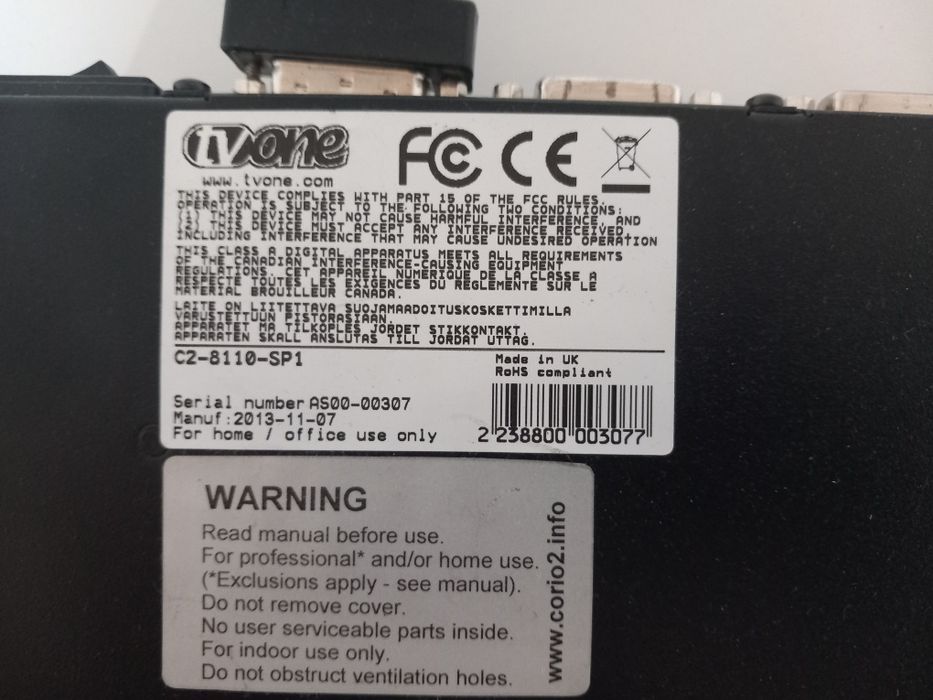 tvone
FC CE
www.tvone.com
THIS DEVICE COMPLIES WITH PART 15 OF THE FCC RULES.
OPERATION IS SUBJECT TO THE FOLLOWING TWO CONDITIONS:
(1) THIS DEVICE MAY NOT CAUSE HARMFUL INTERFERENCE, AND
(2) THIS DEVICE MUST ACCEPT ANY INTERFERENCE RECEIVED,
INCLUDING INTERFERENCE THAT MAY CAUSE UNDESIRED OPERATION
THIS CLASS A DIGITAL APPARATUS MEETS ALL REQUIREMENTS
OF THE CANADIAN INTERFERENCE-CAUSING EQUIPMENT
REGULATIONS. CET APPAREIL NUMERIQUE DE LA CLASSE A
RESPECTE TOUTES LES EXIGENCES DU REGLEMENTE SUR LE
MATERIAL BROUILLEUR CANADA.
LAITE ON LIITETTAVA SUOJAMAADOITUSKOSKETTIMILLA
VARUSTETTUUN PISTORASIAAN.
APPARATET MA TILKOPLES JORDET STIKKONTAKT.
APPARATEN SKALL ANSLUTAS TILL JORDAT UTTAG.
C2-8110-SP1
Made in UK
RoHS compliant
Serial number AS00-00307
Manuf:2013-11-07
For home / office use only
2 238800 003077
WARNING
Read manual before use.
For professional* and/or home use.
(*Exclusions apply - see manual).
Do not remove cover.
No user serviceable parts inside.
For indoor use only.
Do not obstruct ventilation holes.
www.corio2.info